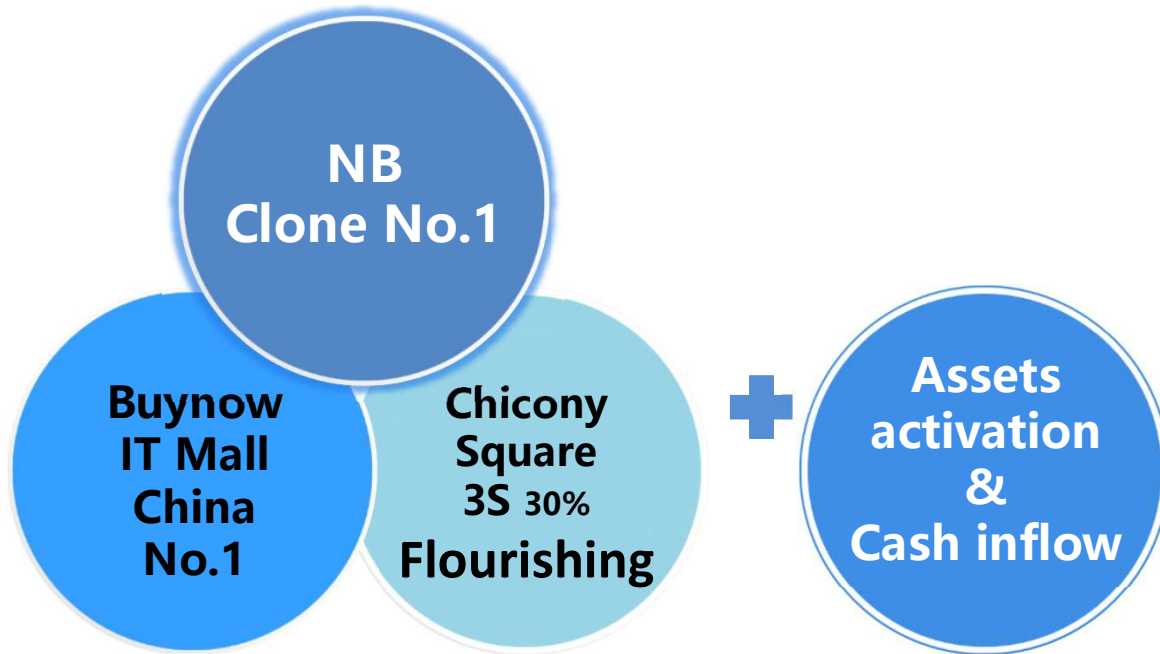 NB
Clone No.1
Buynow
IT Mall
China
No.1
Chicony
Square
3S 30%
Flourishing
Assets
activation
&
Cash inflow